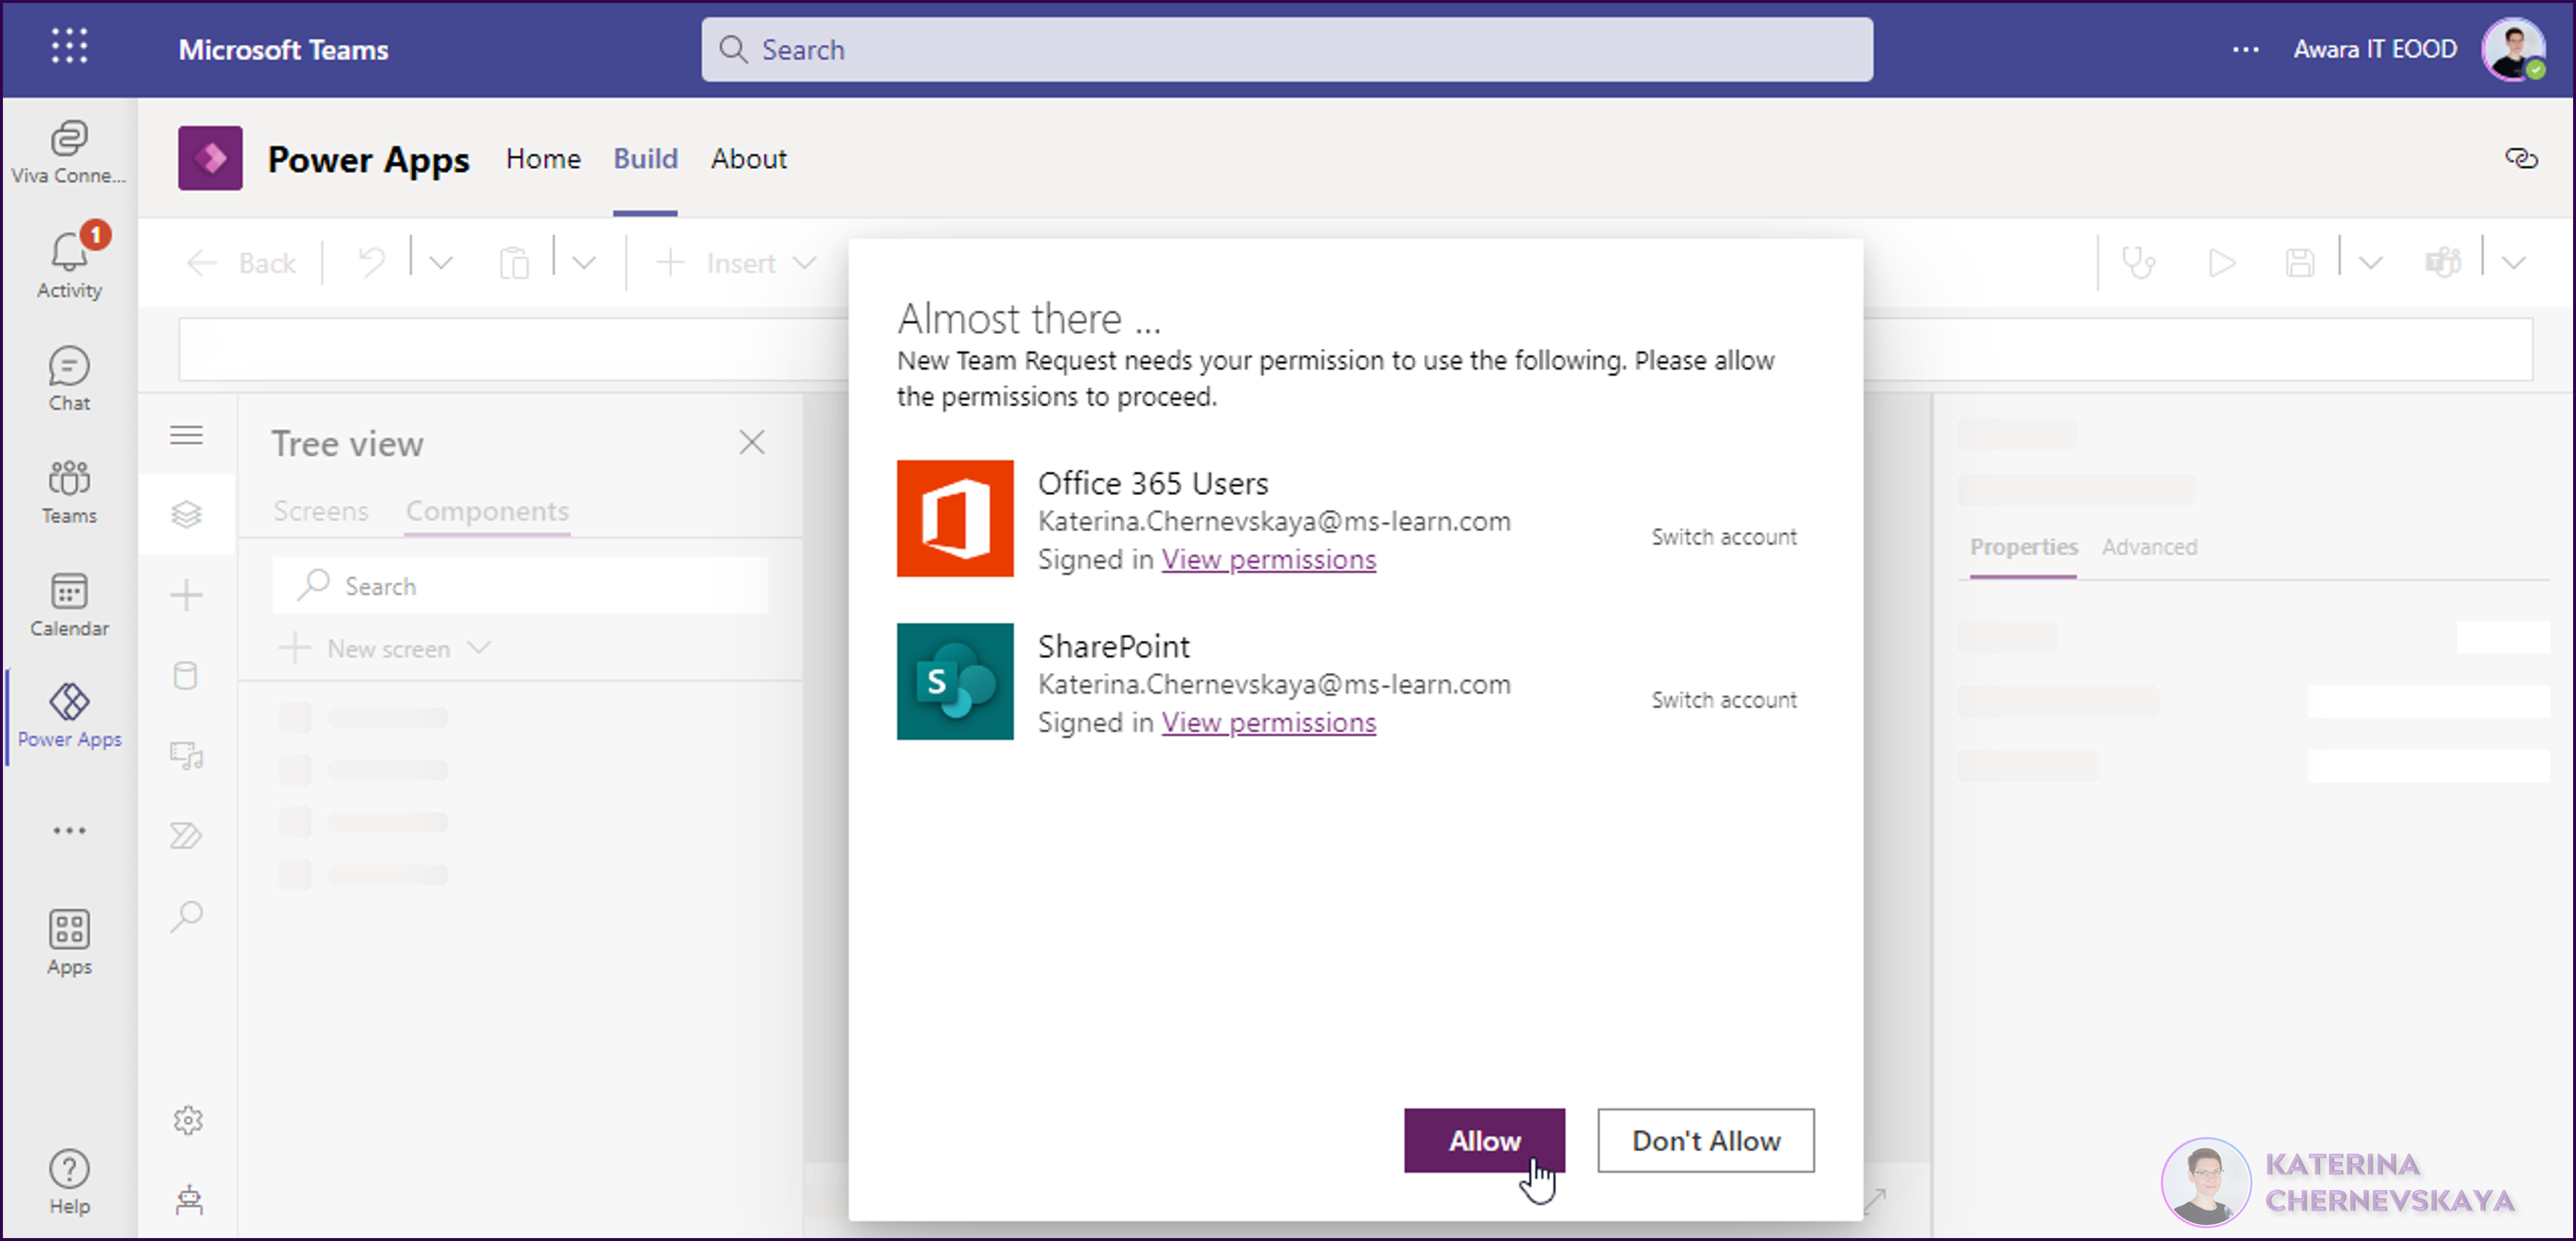 Microsoft Teams
Search
Awara IT EOOD
Viva Conne...
1
Activity
Chat
Teams
Calendar
Power Apps
Apps
Help
Power Apps
Home
Build
About
Back
Insert
Tree view
Screens
Components
Search
New screen
Almost there ...
New Team Request needs your permission to use the following. Please allow
the permissions to proceed.
Office 365 Users
Katerina.Chernevskaya@ms-learn.com
Signed in View permissions
Switch account
S
SharePoint
Katerina.Chernevskaya@ms-learn.com
Signed in View permissions
Switch account
Allow
Don't Allow
Properties
Advanced
KATERINA
CHERNEVSKAYA